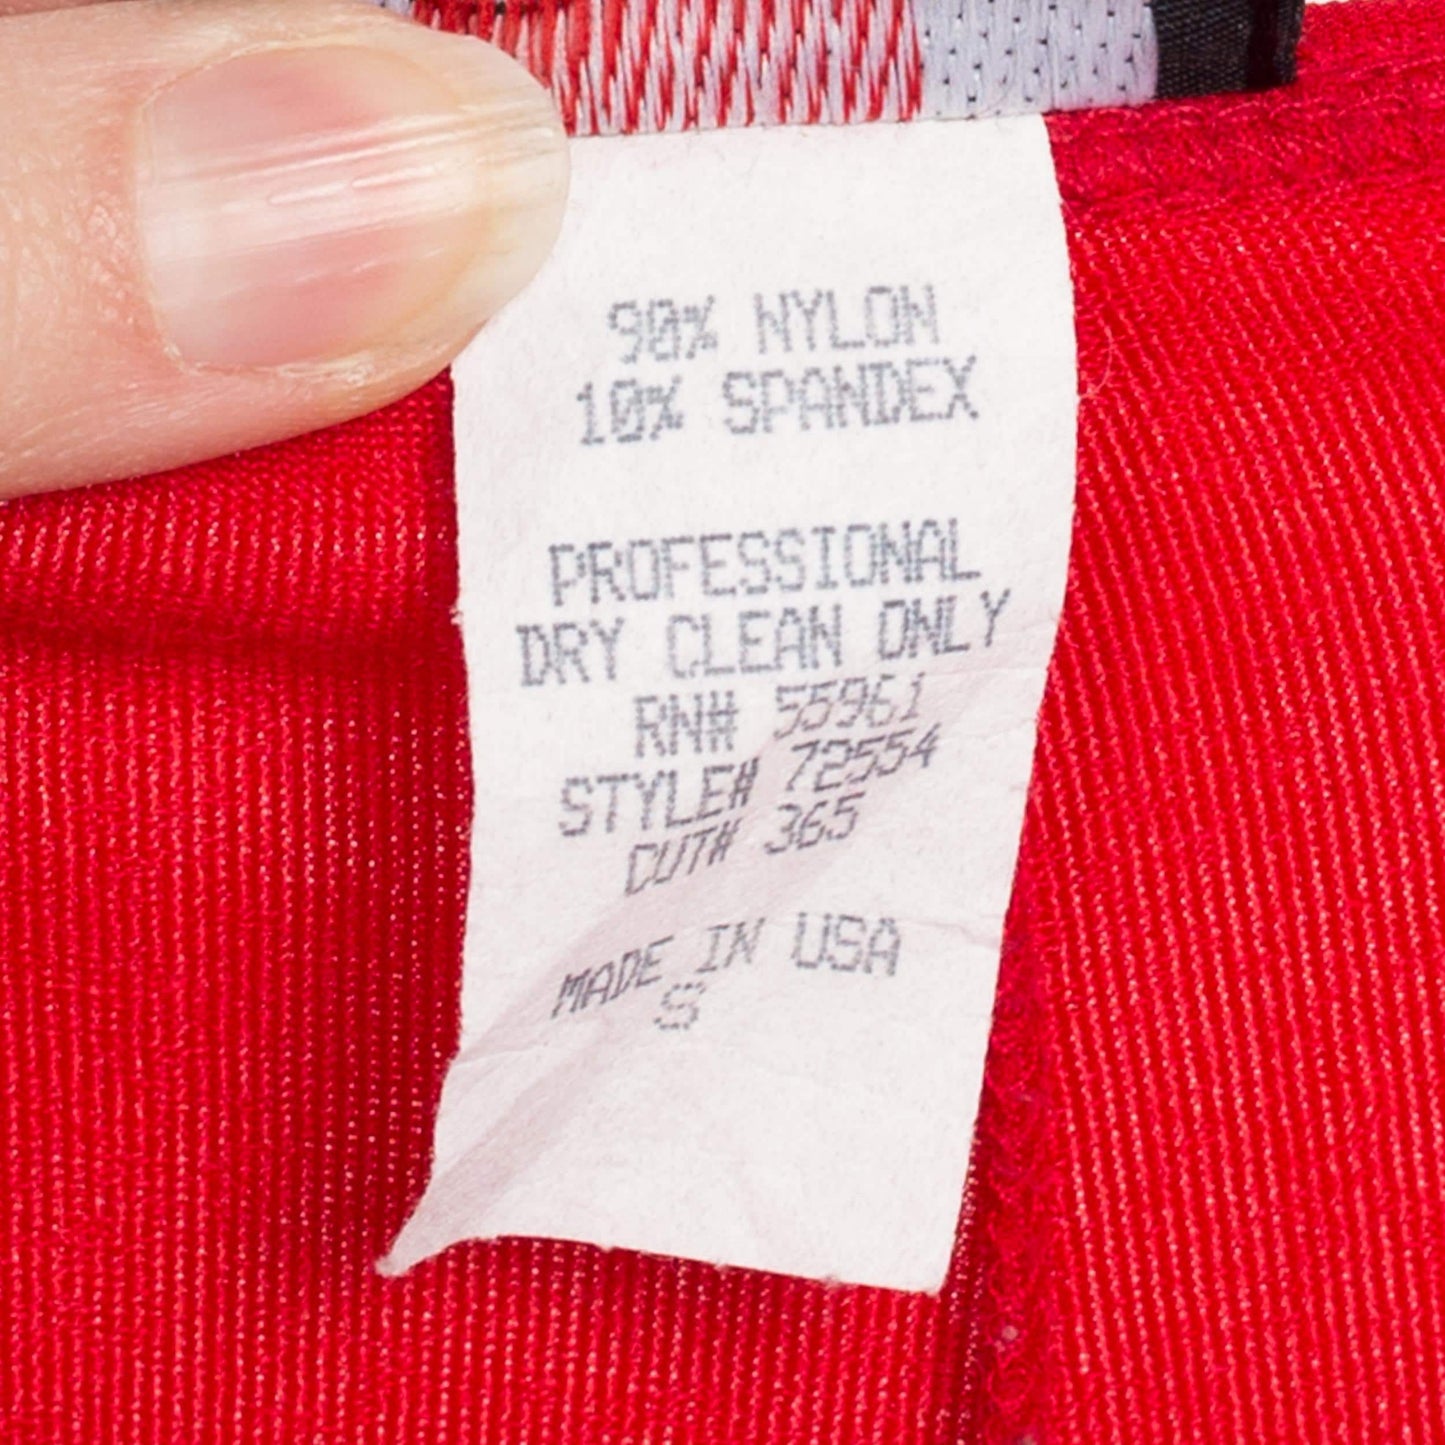 90% NYLON
10% SPANDEX
PROFESSIONAL
DRY CLEAN ONLY
RN# 55961
STYLE# 72554
CUT# 365
MADE IN USA
S